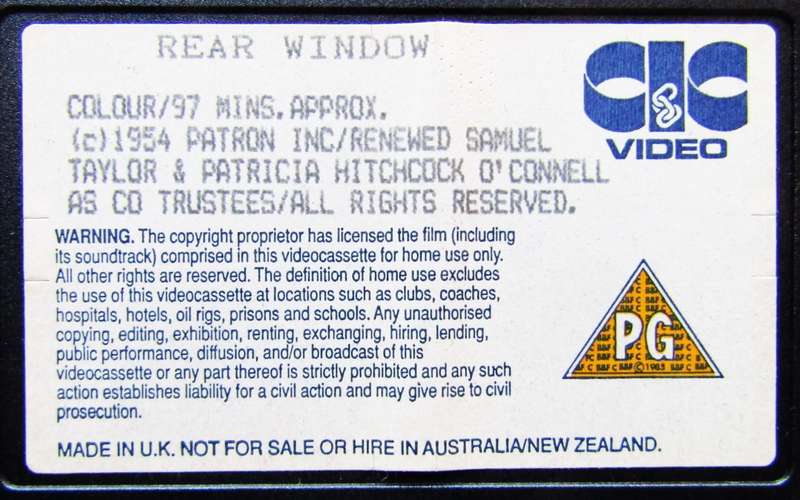 REAR WINDOW
CIC
VIDEO
COLOUR/97 MINS.APPROX.
(c)1954 PATRON INC/RENEWED SAMUEL
TAYLOR & PATRICIA HITCHCOCK O'CONNELL
AS CO TRUSTEES/ALL RIGHTS RESERVED.
WARNING. The copyright proprietor has licensed the film (including
its soundtrack) comprised in this videocassette for home use only.
All other rights are reserved. The definition of home use excludes
the use of this videocassette at locations such as clubs, coaches,
hospitals, hotels, oil rigs, prisons and schools. Any unauthorised
copying, editing, exhibition, renting, exchanging, hiring, lending,
public performance, diffusion, and/or broadcast of this
videocassette or any part thereof is strictly prohibited and any such
action establishes liability for a civil action and may give rise to civil
prosecution.
PG
©1985
MADE IN U.K. NOT FOR SALE OR HIRE IN AUSTRALIA/NEW ZEALAND.